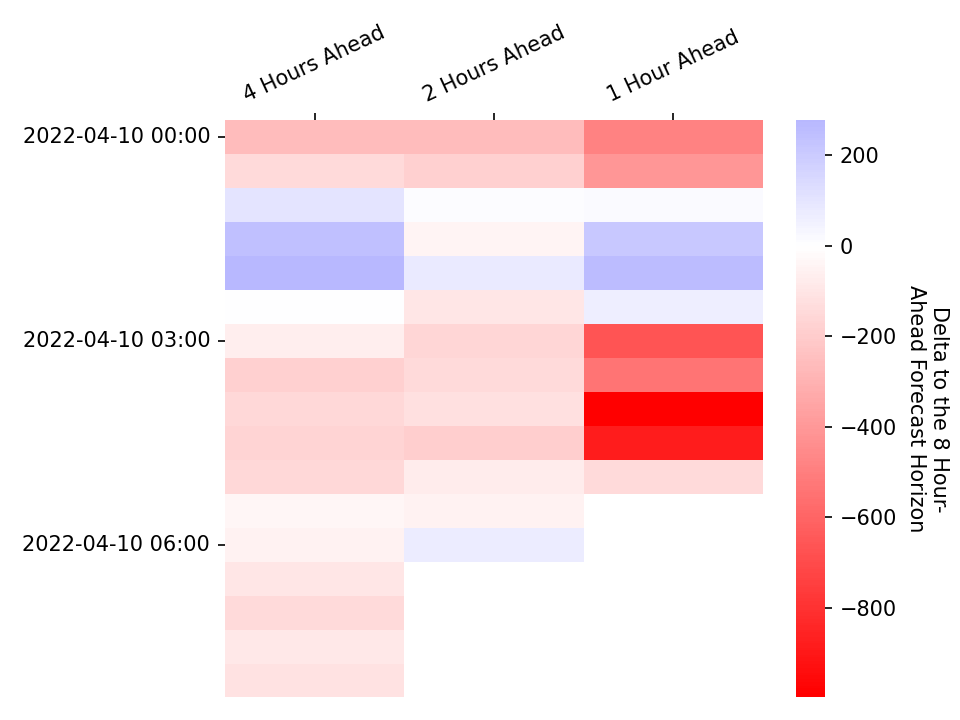 4 Hours Ahead
2 Hours Ahead
1 Hour Ahead
2022-04-10 00:00
2022-04-10 03:00
2022-04-10 06:00
200
0
−200
−400
−600
−800
Delta to the 8 Hour-
Ahead Forecast Horizon